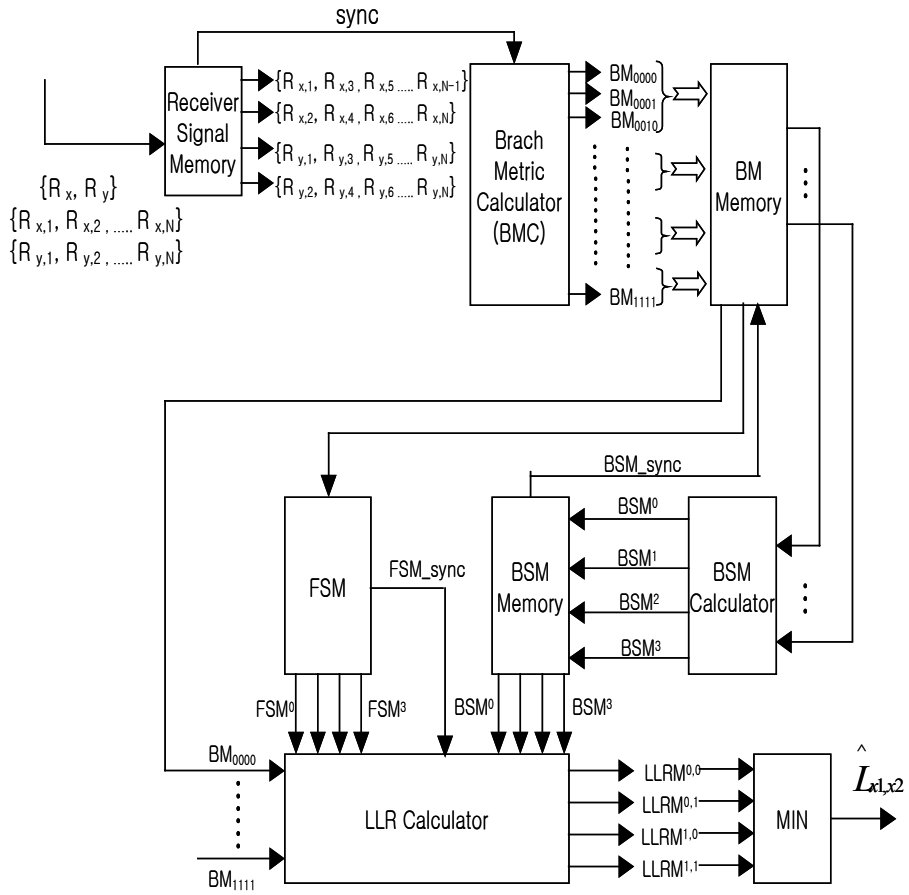 sync
Receiver Signal Memory
{R x,1, R x,3 , R x,5 ..... R x,N-1}
{R x,2, R x,4 , R x,6 ..... R x,N}
{R y,1, R y,3 , R y,5 ..... R y,N}
{R y,2, R y,4 , R y,6 ..... R y,N}
{R x, R y}
{R x,1, R x,2 , ..... R x,N}
{R y,1, R y,2 , ..... R y,N}
Brach Metric Calculator (BMC)
BM0000
BM0001
BM0010
BM1111
BM Memory
BSM_sync
FSM
FSM_sync
BSM Memory
BSM0
BSM1
BSM2
BSM3
BSM Calculator
FSM0
FSM3
BSM0
BSM3
BM0000
BM1111
LLR Calculator
LLRM0,0
LLRM0,1
LLRM1,0
LLRM1,1
MIN
L̂x1,x2